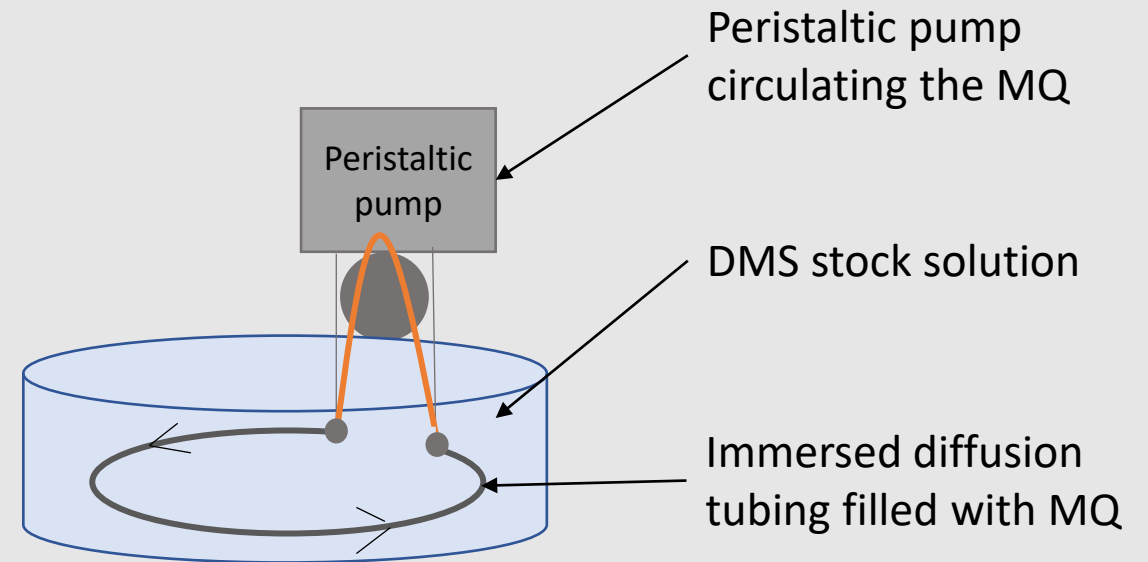 Peristaltic pump
circulating the MQ
Peristaltic
pump
DMS stock solution
Immersed diffusion
tubing filled with MQ